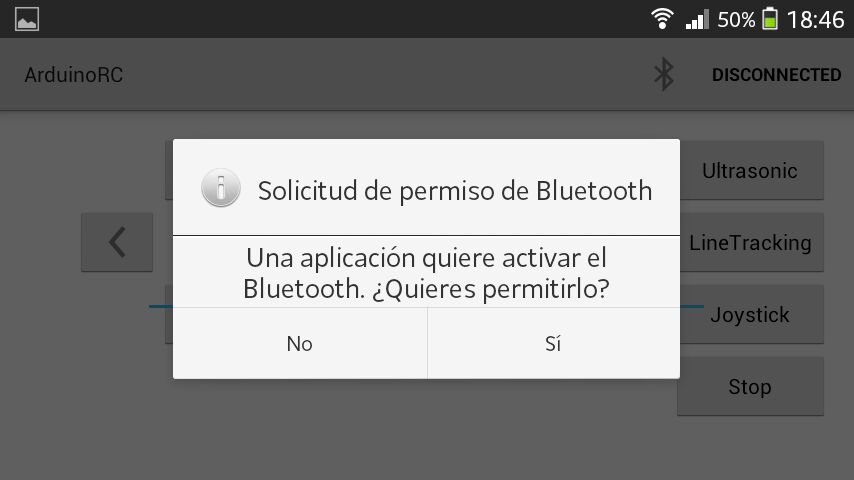 50% 18:46
ArduinoRC DISCONNECTED
Solicitud de permiso de Bluetooth
Una aplicación quiere activar el
Bluetooth. ¿Quieres permitirlo?
No Sí
Ultrasonic
LineTracking
Joystick
Stop